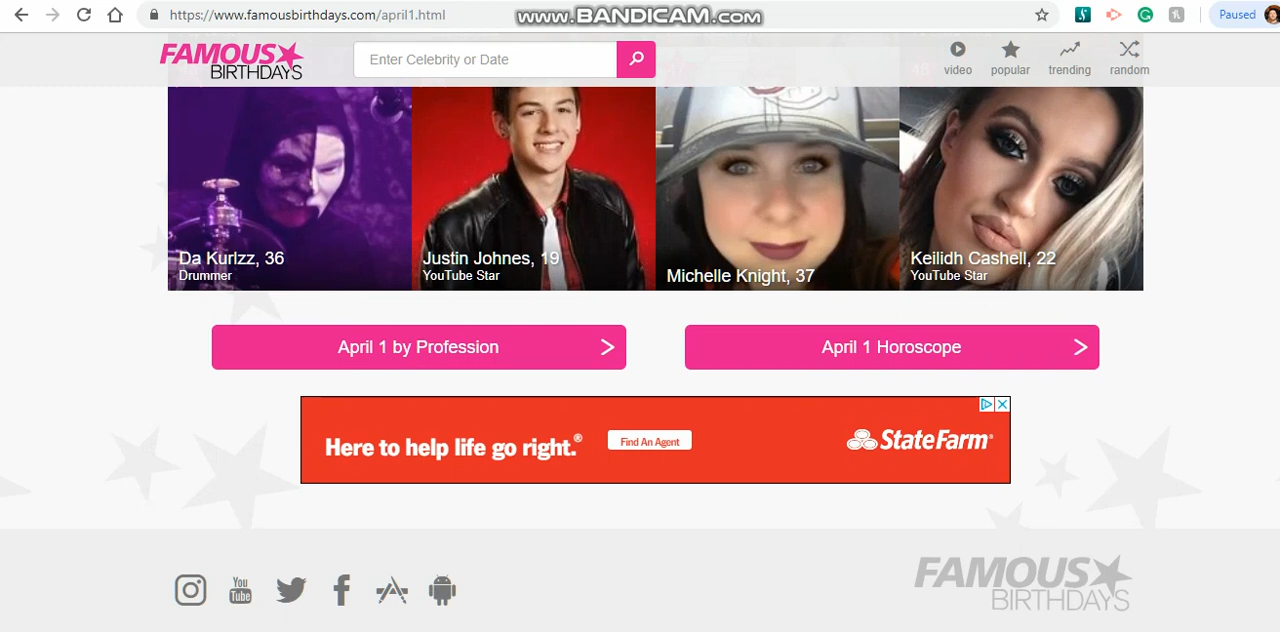 https://www.famousbirthdays.com/april1.html
www.BANDICAM.com
Paused
FAMOUS BIRTHDAYS
Enter Celebrity or Date
video
popular
trending
random
Da Kurlzz, 36
Drummer
Justin Johnes, 19
YouTube Star
Michelle Knight, 37
Keilidh Cashell, 22
YouTube Star
April 1 by Profession
April 1 Horoscope
Here to help life go right.®
Find An Agent
StateFarm®
You Tube
FAMOUS
BIRTHDAYS